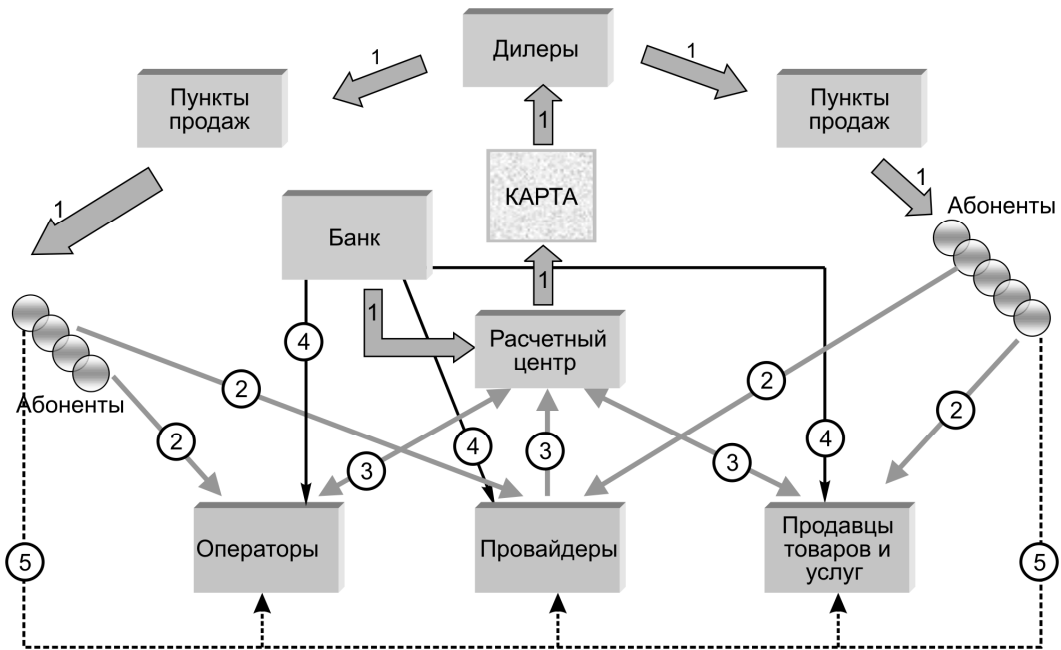 Дилеры
1
1
Пункты
продаж
Пункты
продаж
1
КАРТА
1
1
Абоненты
Банк
1
1
4
Расчетный
центр
2
2
Абоненты
2
2
3
4
3
3
4
Операторы
Провайдеры
Продавцы
товаров и
услуг
5
5